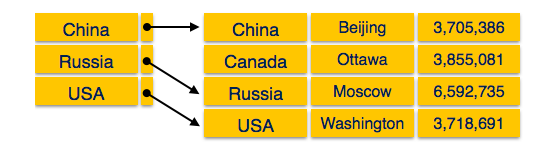 China China Beijing 3,705,386
Russia Canada Ottawa 3,855,081
USA Russia Moscow 6,592,735
USA Washington 3,718,691